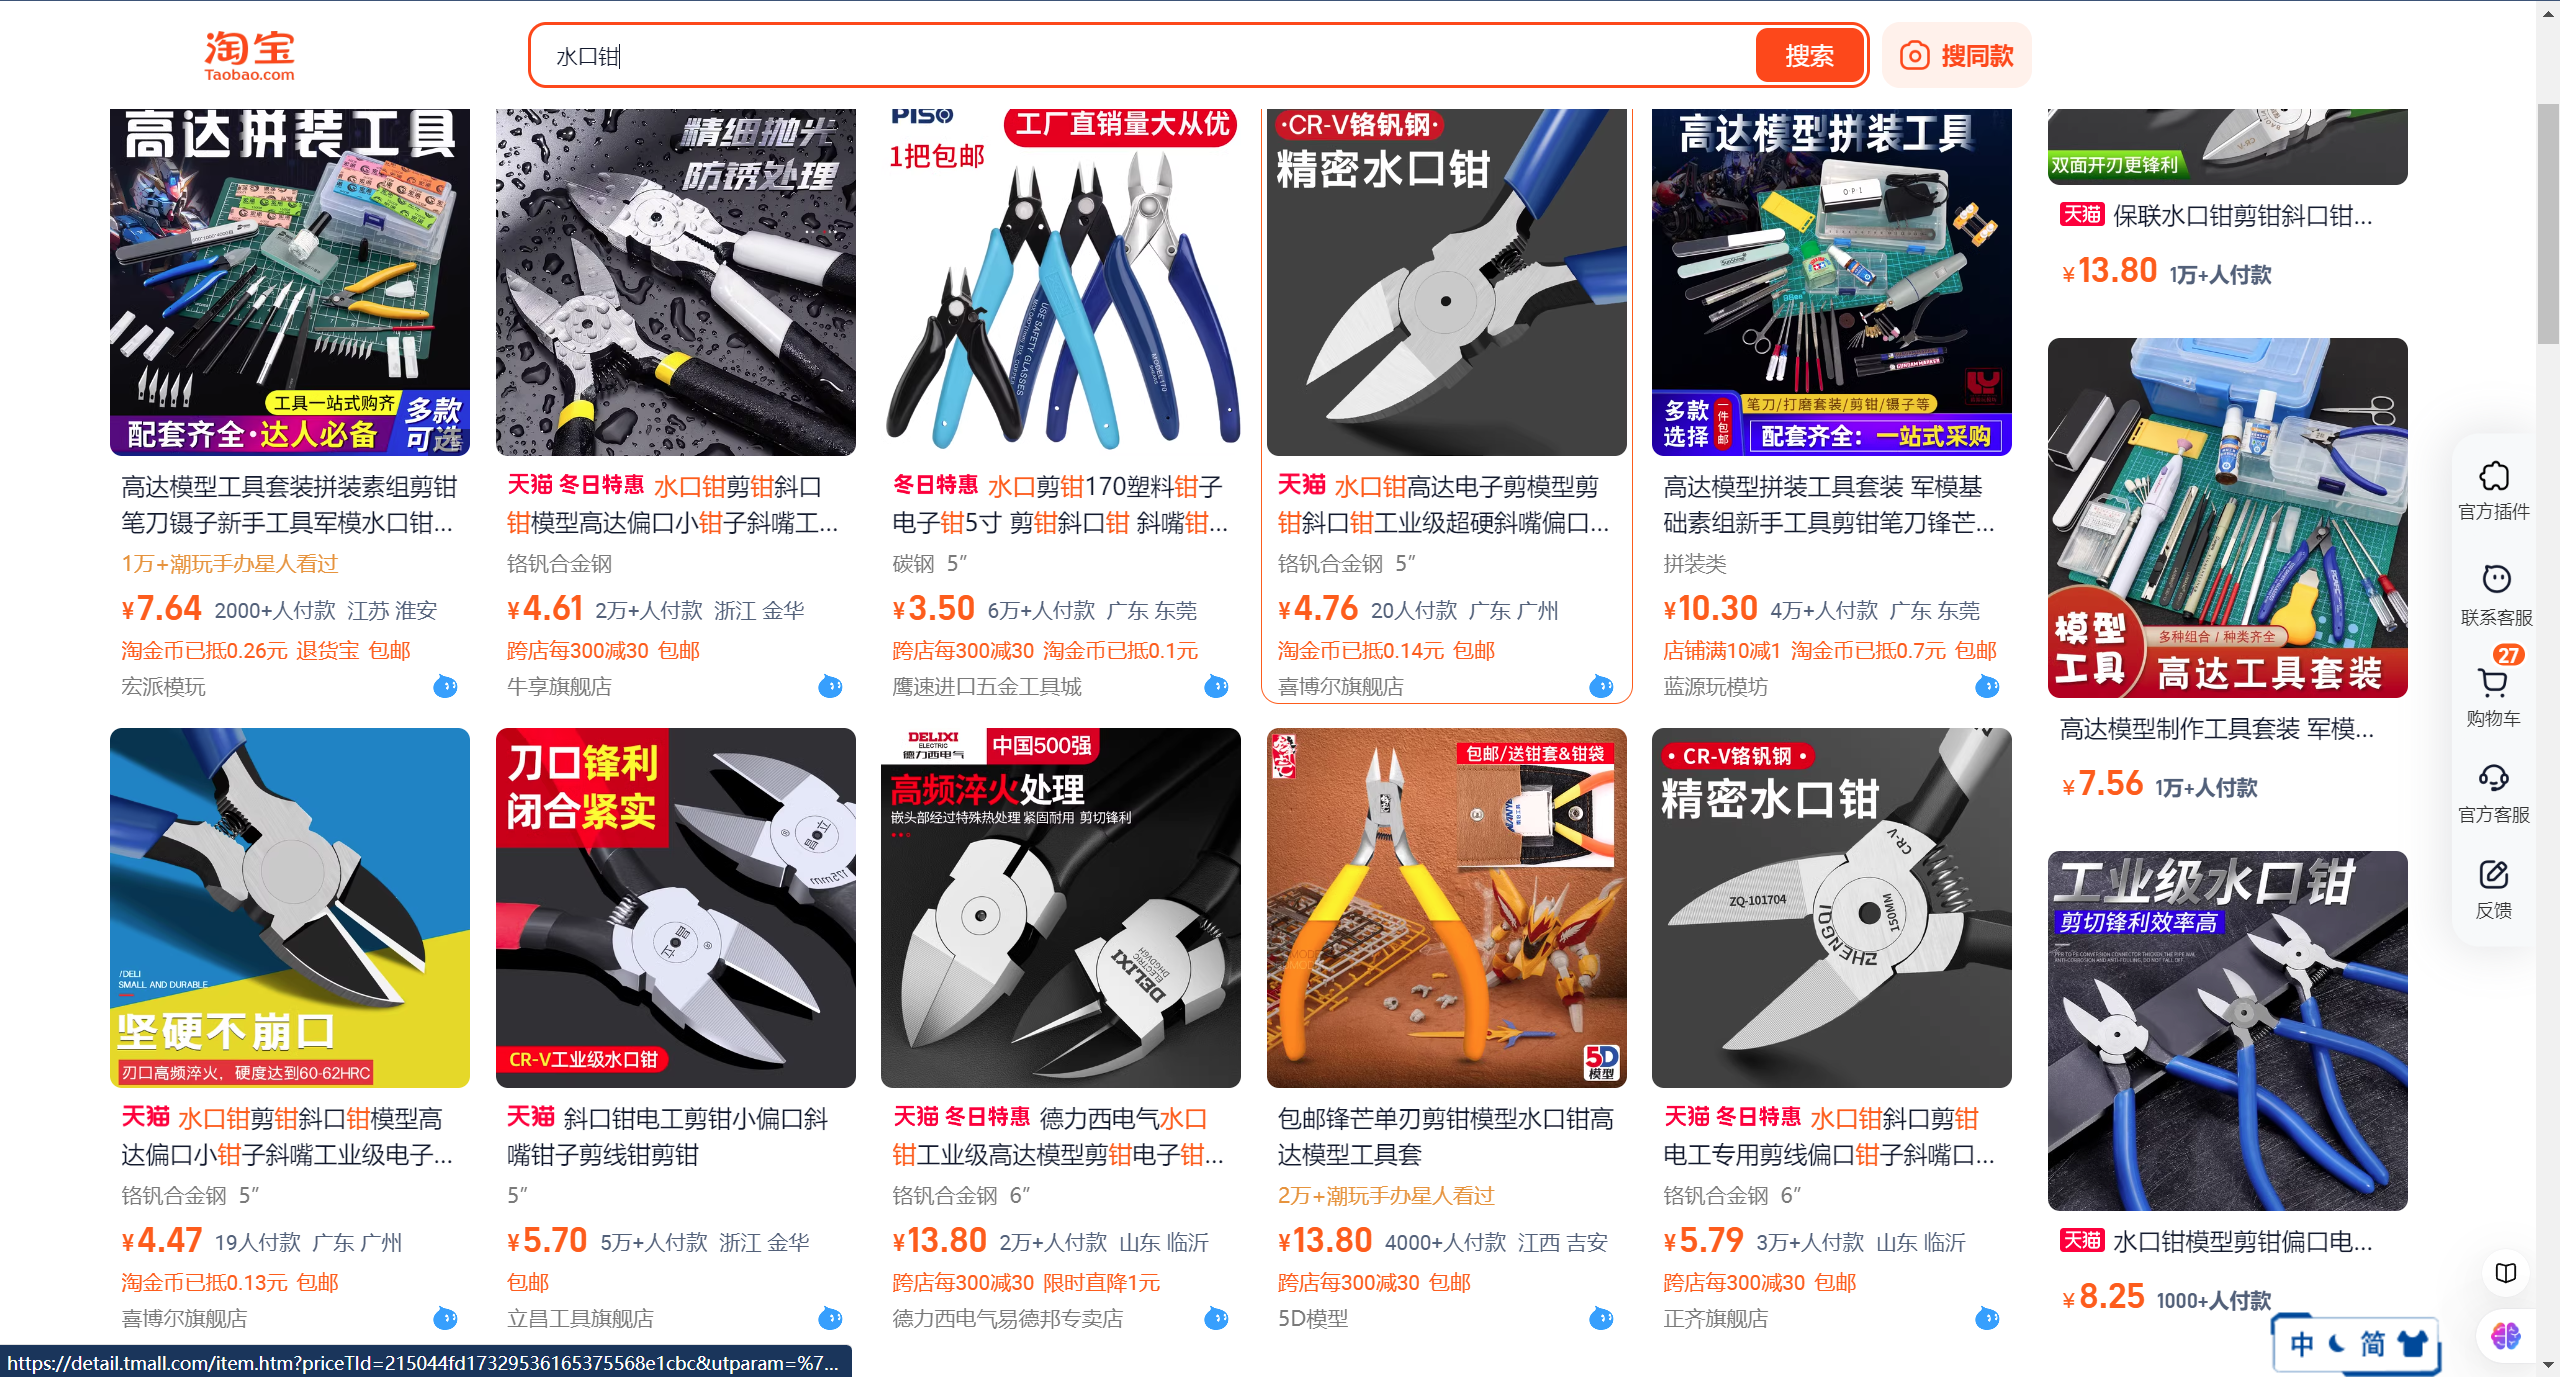 淘宝
Taobao.com
水口钳
搜索
搜同款
高达拼装工具
工具一站式购齐
多款
可选
配套齐全·达人必备
高达模型工具套装拼装素组剪钳
笔刀镊子新手工具军模水口钳...
1万+潮玩手办星人看过
¥7.64 2000+人付款 江苏 淮安
淘金币已抵0.26元 退货宝 包邮
宏派模玩
精细抛光
防锈处理
天猫 冬日特惠 水口钳剪钳斜口
钳模型高达偏口小钳子斜嘴工...
铬钒合金钢
¥4.61 2万+人付款 浙江 金华
跨店每300减30 包邮
牛享旗舰店
PISO
工厂直销量大从优
1把包邮
USE SAFETY GLASSES
MODEL 170
冬日特惠 水口剪钳170塑料钳子
电子钳5寸 剪钳斜口钳 斜嘴钳...
碳钢 5”
¥3.50 6万+人付款 广东 东莞
跨店每300减30 淘金币已抵0.1元
鹰速进口五金工具城
·CR-V铬钒钢·
精密水口钳
天猫 水口钳高达电子剪模型剪
钳斜口钳工业级超硬斜嘴偏口...
铬钒合金钢 5”
¥4.76 20人付款 广东 广州
淘金币已抵0.14元 包邮
喜博尔旗舰店
高达模型拼装工具
OPI
多款
选择
一件包邮
笔刀/打磨套装/剪钳/镊子等
配套齐全：一站式采购
高达模型拼装工具套装 军模基
础素组新手工具剪钳笔刀锋芒...
拼装类
¥10.30 4万+人付款 广东 东莞
店铺满10减1 淘金币已抵0.7元 包邮
蓝源玩模坊
双面开刃更锋利
天猫 保联水口钳剪钳斜口钳...
¥13.80 1万+人付款
模型
工具
多种组合 / 种类齐全
高达工具套装
高达模型制作工具套装 军模...
¥7.56 1万+人付款
/DELI
SMALL AND DURABLE
坚硬不崩口
刃口高频淬火，硬度达到60-62HRC
天猫 水口钳剪钳斜口钳模型高
达偏口小钳子斜嘴工业级电子...
铬钒合金钢 5”
¥4.47 19人付款 广东 广州
淘金币已抵0.13元 包邮
喜博尔旗舰店
刀口锋利
闭合紧实
175mm
立昌
CR-V工业级水口钳
天猫 斜口钳电工剪钳小偏口斜
嘴钳子剪线钳剪钳
5”
¥5.70 5万+人付款 浙江 金华
包邮
立昌工具旗舰店
DELIXI
ELECTRIC
德力西电气
中国500强
高频淬火处理
嵌头部经过特殊热处理 紧固耐用 剪切锋利
DELIXI
ELECTRIC
天猫 冬日特惠 德力西电气水口
钳工业级高达模型剪钳电子钳...
铬钒合金钢 6”
¥13.80 2万+人付款 山东 临沂
跨店每300减30 限时直降1元
德力西电气易德邦专卖店
包邮/送钳套&钳袋
5D
模型
包邮锋芒单刃剪钳模型水口钳高
达模型工具套
2万+潮玩手办星人看过
¥13.80 4000+人付款 江西 吉安
跨店每300减30 包邮
5D模型
• CR-V铬钒钢 •
精密水口钳
CR-V
ZQ-101704
150MM
ZHENGQI
天猫 冬日特惠 水口钳斜口剪钳
电工专用剪线偏口钳子斜嘴口...
铬钒合金钢 6”
¥5.79 3万+人付款 山东 临沂
跨店每300减30 包邮
正齐旗舰店
工业级水口钳
剪切锋利效率高
天猫 水口钳模型剪钳偏口电...
¥8.25 1000+人付款
官方插件
联系客服
27
购物车
官方客服
反馈
中 简
https://detail.tmall.com/item.htm?priceTId=215044fd17329536165375568e1cbc&utparam=%7...